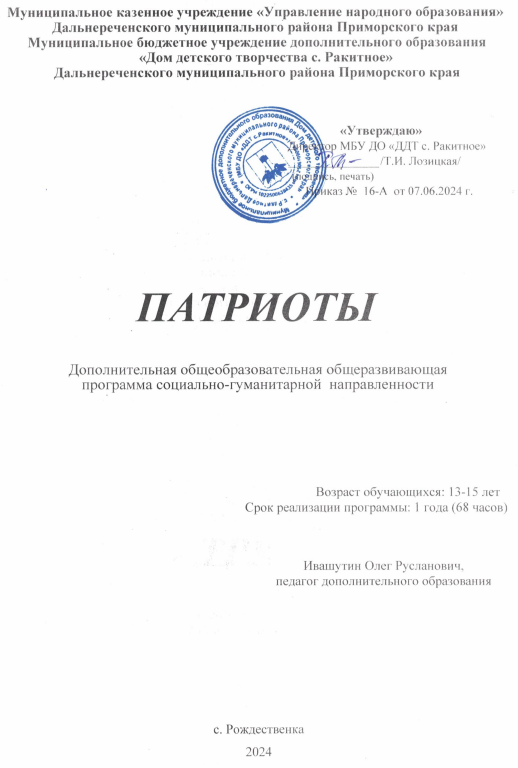 Муниципальное казенное учреждение «Управление народного образования»
Дальнереченского муниципального района Приморского края
Муниципальное бюджетное учреждение дополнительного образования
«Дом детского творчества с. Ракитное»
Дальнереченского муниципального района Приморского края
«Утверждаю»
Директор МБУ ДО «ДДТ с. Ракитное»
/Т.И. Лозицкая/
(подпись, печать)
Приказ № 16-А от 07.06.2024 г.
ПАТРИОТЫ
Дополнительная общеобразовательная общеразвивающая
программа социально-гуманитарной направленности
Возраст обучающихся: 13-15 лет
Срок реализации программы: 1 года (68 часов)
Ивашутин Олег Русланович,
педагог дополнительного образования
с. Рождественка
2024